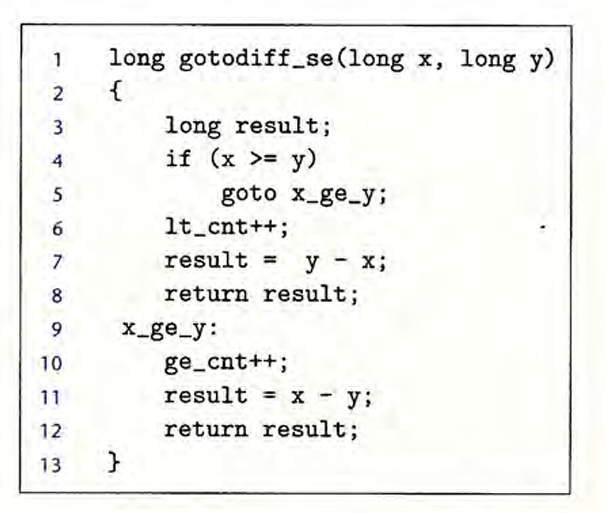 1 long gotodiff_se(long x, long y)
2 {
3 long result;
4 if (x >= y)
5 goto x_ge_y;
6 lt_cnt++;
7 result = y - x;
8 return result;
9 x_ge_y:
10 ge_cnt++;
11 result = x - y;
12 return result;
13 }